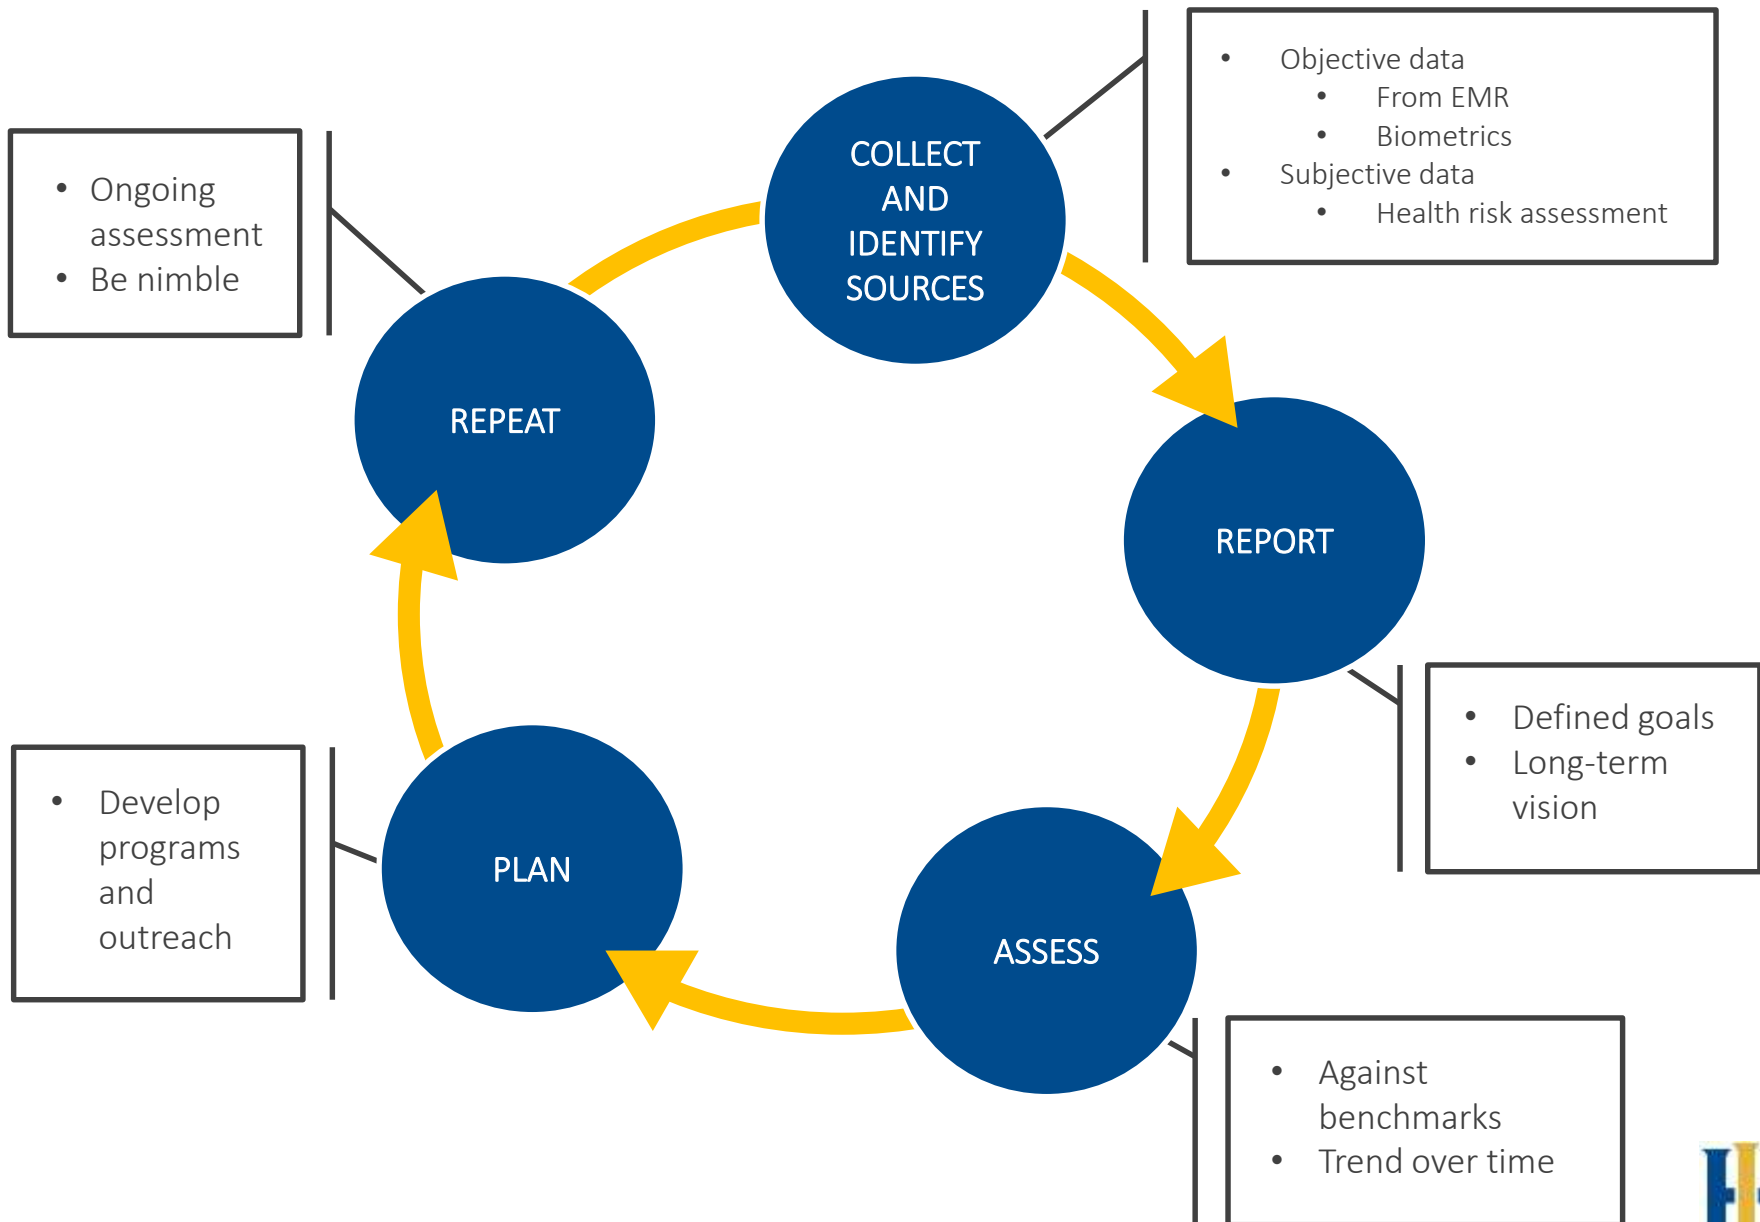 COLLECT
AND
IDENTIFY
SOURCES
• Objective data
• From EMR
• Biometrics
• Subjective data
• Health risk assessment
REPORT
• Defined goals
• Long-term
vision
ASSESS
• Against
benchmarks
• Trend over time
PLAN
• Develop
programs
and
outreach
REPEAT
• Ongoing
assessment
• Be nimble